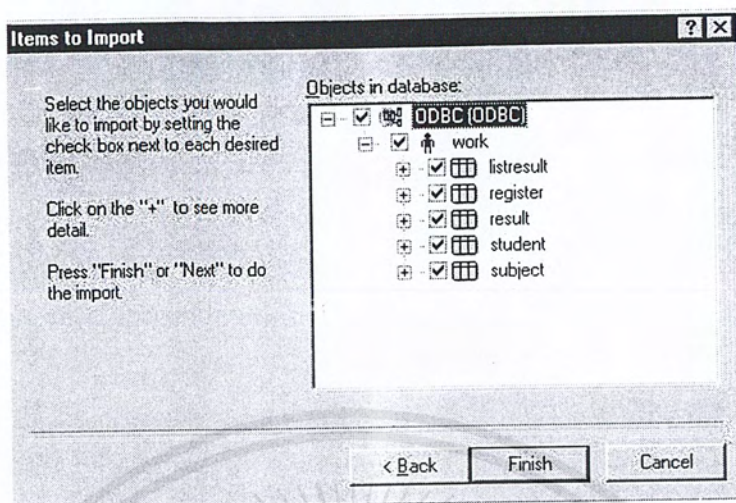 Items to Import
? X
Select the objects you would
like to import by setting the
check box next to each desired
item.
Click on the "+" to see more
detail.
Press "Finish" or "Next" to do
the import.
Objects in database:
ODBC (ODBC)
work
listresult
register
result
student
subject
< Back
Finish
Cancel